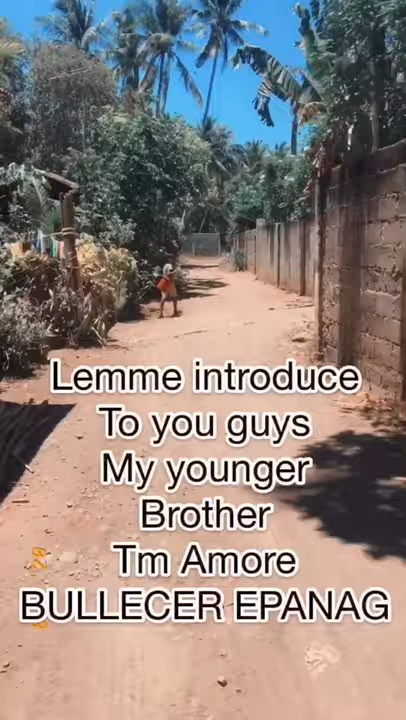 Lemme introduce
To you guys
My younger
Brother
Tm Amore
BULLECER EPANAG